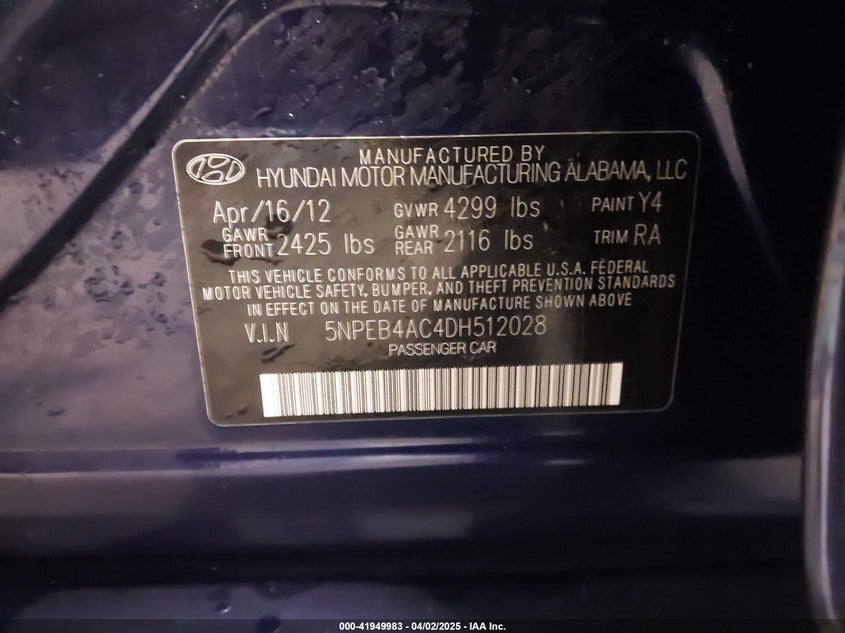 MANUFACTURED BY
HYUNDAI MOTOR MANUFACTURING ALABAMA, LLC
Apr/16/12 GVWR 4299 lbs PAINT Y4
GAWR FRONT 2425 lbs GAWR REAR 2116 lbs TRIM RA
THIS VEHICLE CONFORMS TO ALL APPLICABLE U.S.A. FEDERAL
MOTOR VEHICLE SAFETY, BUMPER, AND THEFT PREVENTION STANDARDS
IN EFFECT ON THE DATE OF MANUFACTURE SHOWN ABOVE
V.I.N 5NPEB4AC4DH512028
PASSENGER CAR
000-41949983 / 04/02/2025 - IAA Inc.